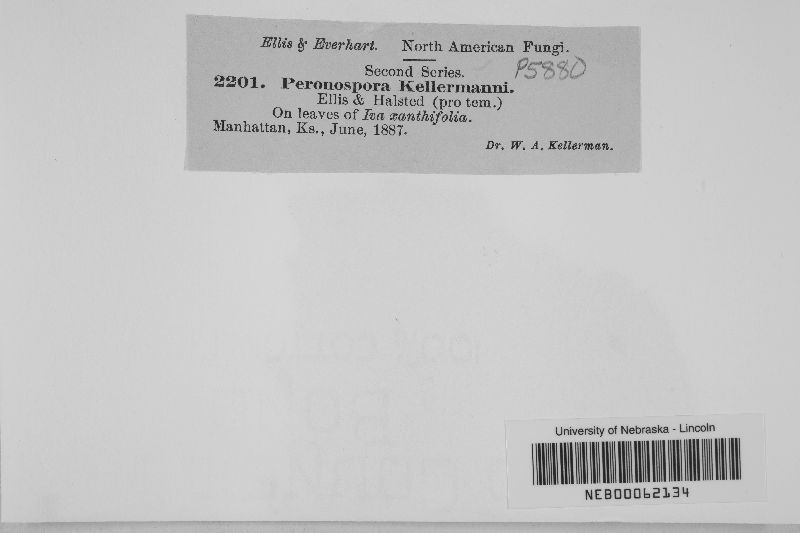 Ellis & Everhart. North American Fungi.
Second Series.
P5880
2201. Peronospora Kellermanni.
Ellis & Halsted (pro tem.)
On leaves of Iva xanthifolia.
Manhattan, Ks., June, 1887.
Dr. W. A. Kellerman.
University of Nebraska - Lincoln
NEB00062134